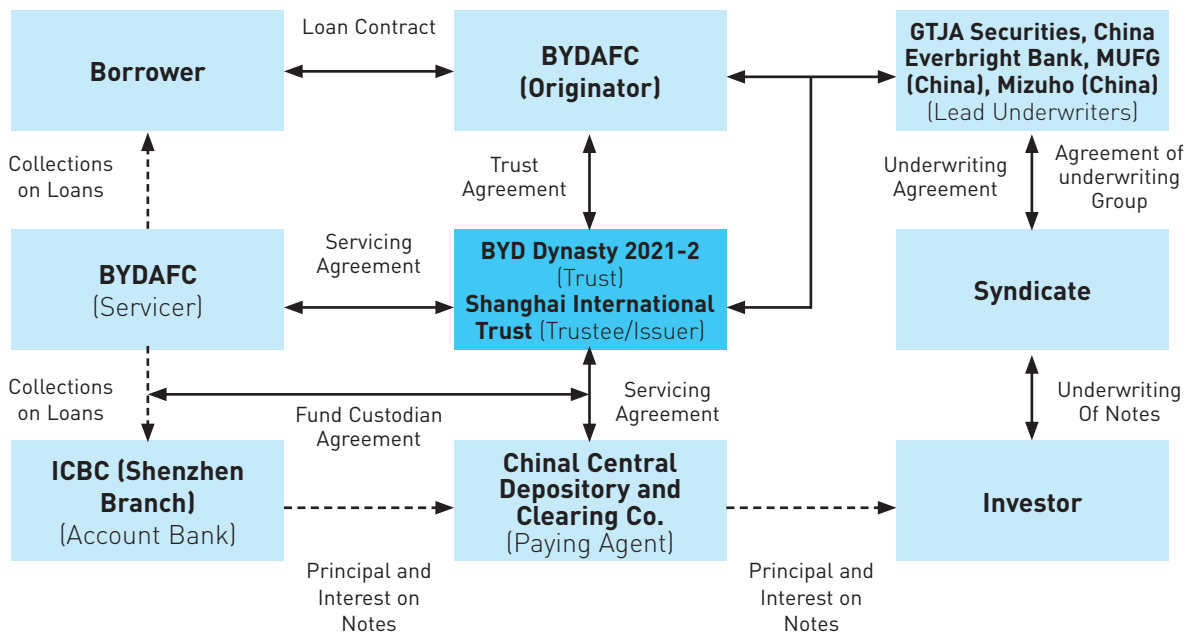 Borrower
Loan Contract
BYDAFC
(Originator)
GTJA Securities, China
Everbright Bank, MUFG
(China), Mizuho (China)
(Lead Underwriters)
Collections
on Loans
Trust
Agreement
Underwriting
Agreement
Agreement of
underwriting
Group
BYDAFC
(Servicer)
Servicing
Agreement
BYD Dynasty 2021-2
(Trust)
Shanghai International
Trust (Trustee/Issuer)
Syndicate
Collections
on Loans
Fund Custodian
Agreement
Servicing
Agreement
Underwriting
Of Notes
ICBC (Shenzhen
Branch)
(Account Bank)
Chinal Central
Depository and
Clearing Co.
(Paying Agent)
Investor
Principal and
Interest on
Notes
Principal and
Interest on
Notes